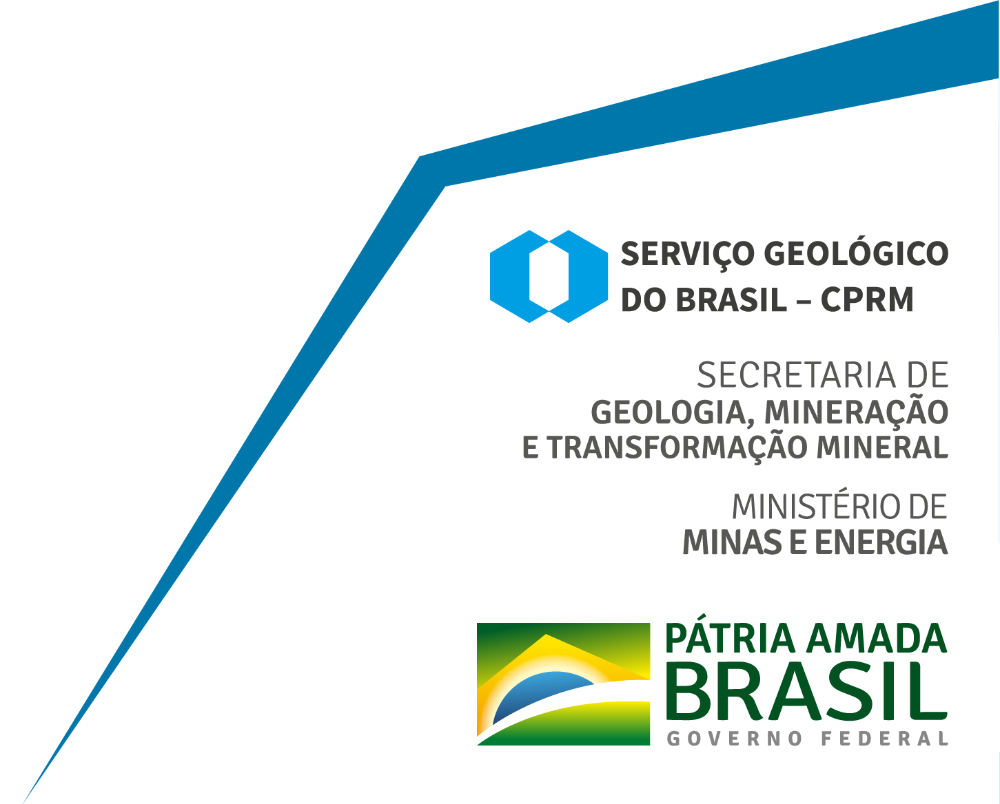 SERVIÇO GEOLÓGICO
DO BRASIL – CPRM
SECRETARIA DE
GEOLOGIA, MINERAÇÃO
E TRANSFORMAÇÃO MINERAL
MINISTÉRIO DE
MINAS E ENERGIA
PÁTRIA AMADA
BRASIL
GOVERNO FEDERAL